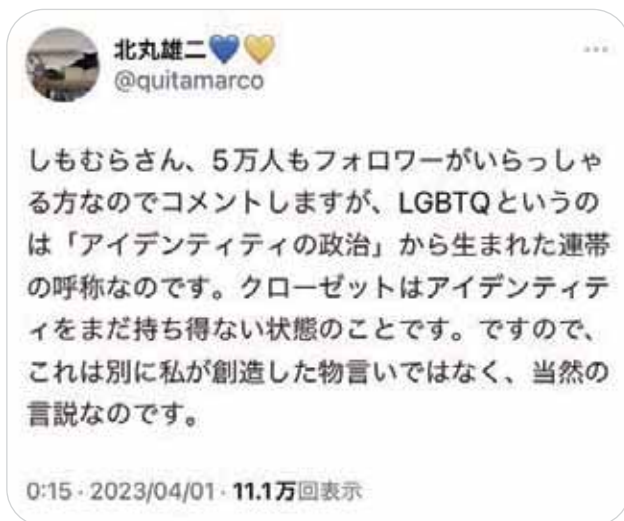 北丸雄二💙💛
@quitamarco
しもむらさん、5万人もフォロワーがいらっしゃ
る方なのでコメントしますが、LGBTQというの
は「アイデンティティの政治」から生まれた連帯
の呼称なのです。クローゼットはアイデンティテ
ィをまだ持ち得ない状態のことです。ですので、
これは別に私が創造した物言いではなく、当然の
言説なのです。
0:15 · 2023/04/01 · 11.1万回表示